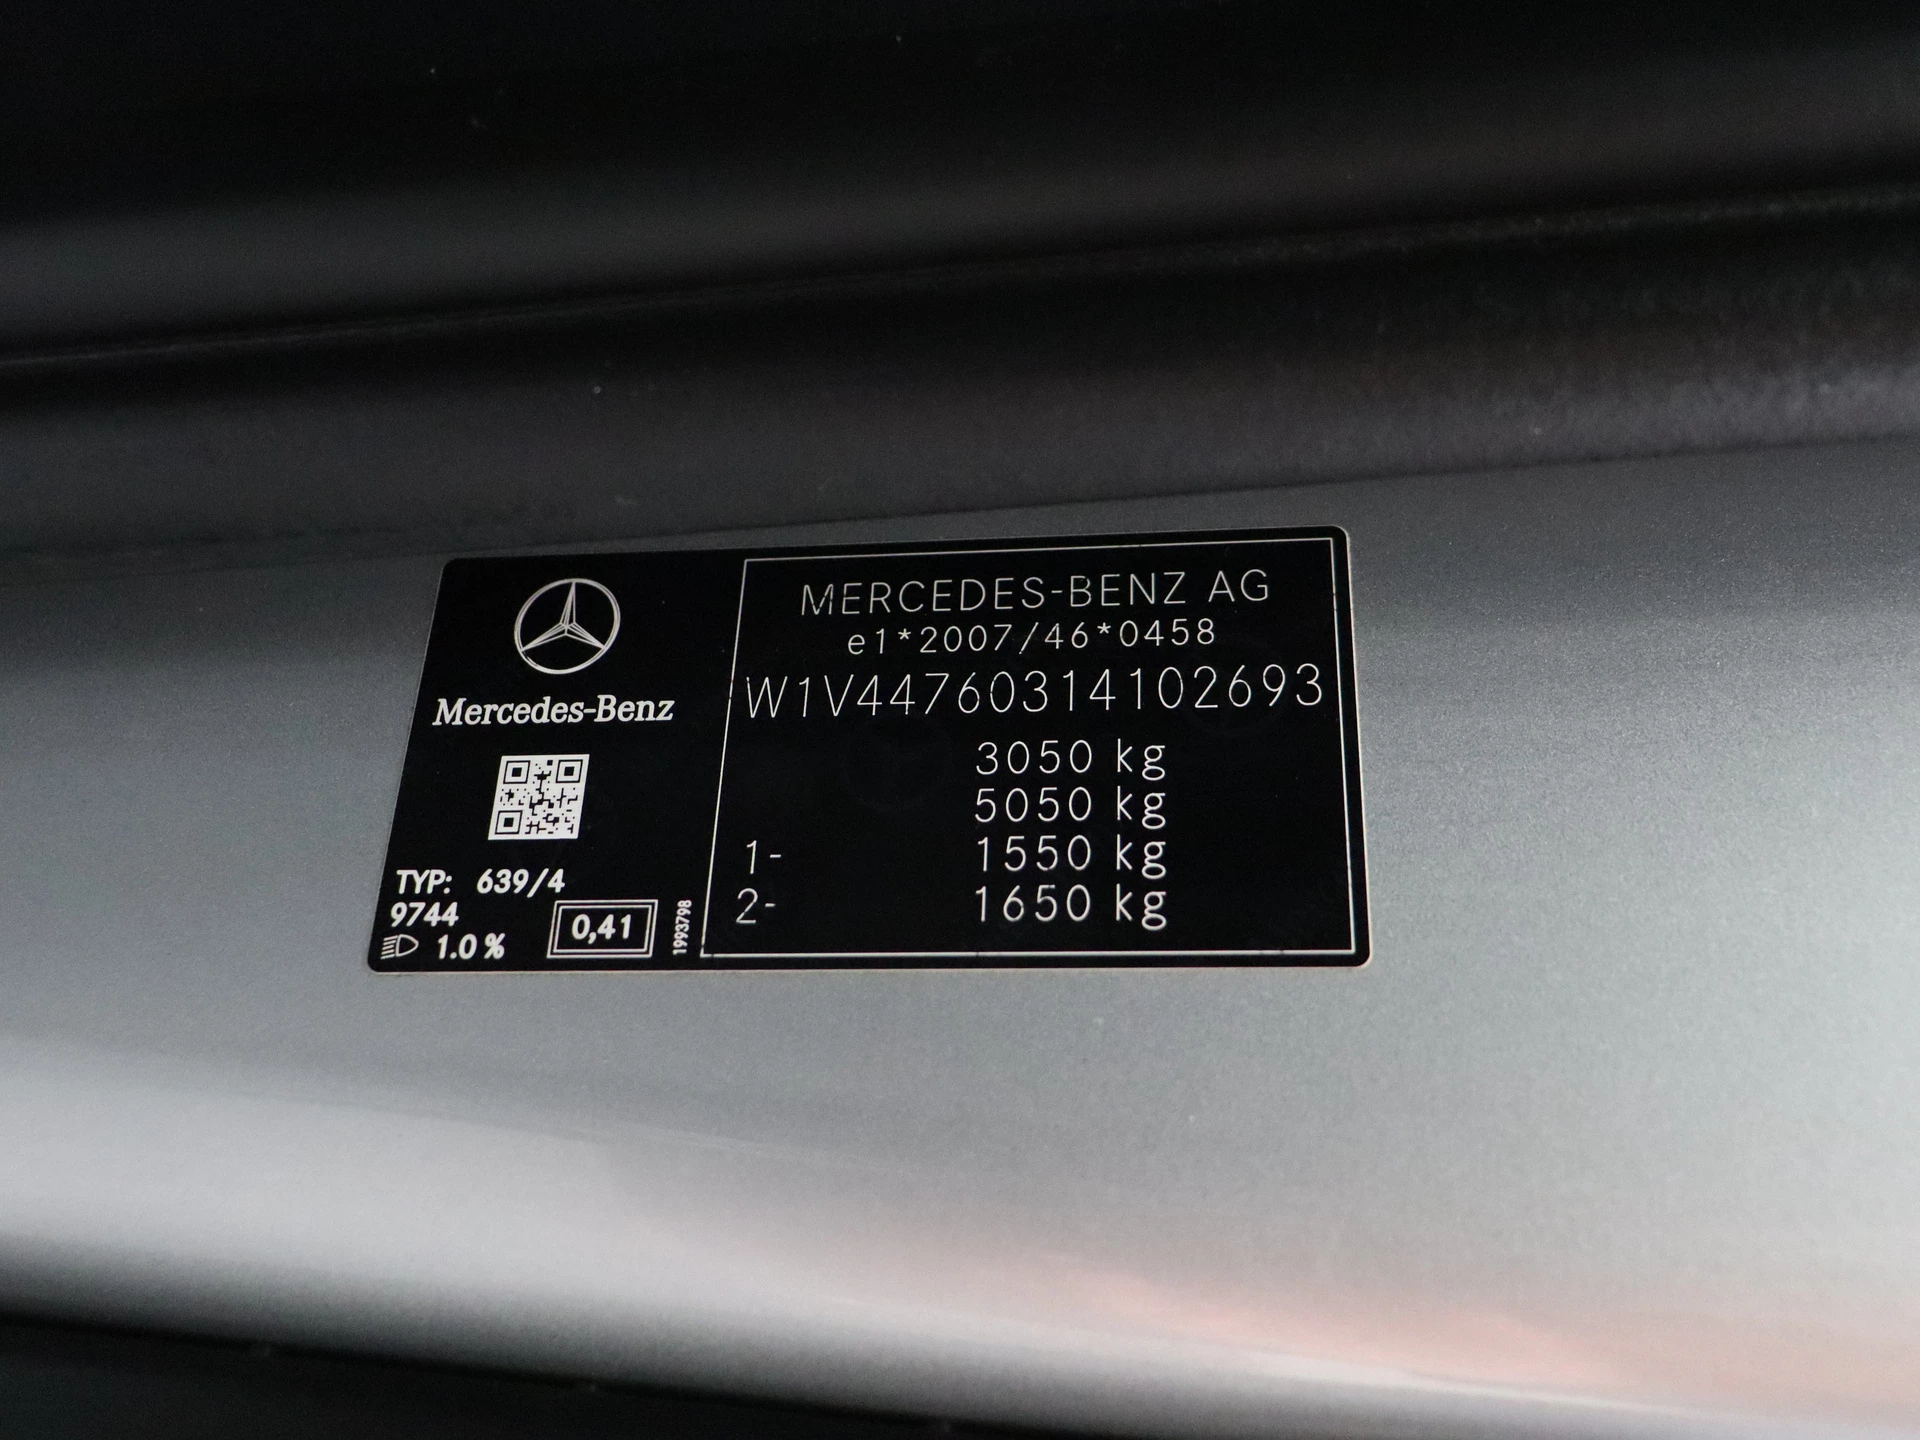 Mercedes-Benz
TYP: 639/4
9744
1.0 %
0,41
1993798
MERCEDES-BENZ AG
e1*2007/46*0458
W1V44760314102693
3050 kg
5050 kg
1- 1550 kg
2- 1650 kg